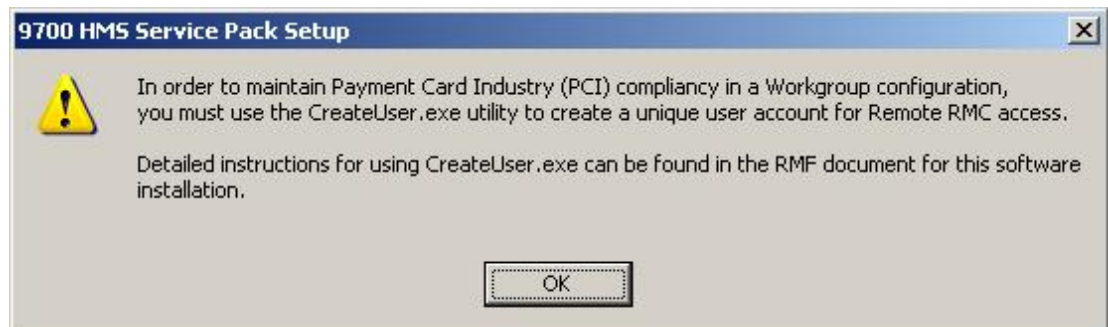 9700 HMS Service Pack Setup
In order to maintain Payment Card Industry (PCI) compliancy in a Workgroup configuration,
you must use the CreateUser.exe utility to create a unique user account for Remote RMC access.
Detailed instructions for using CreateUser.exe can be found in the RMF document for this software
installation.
OK